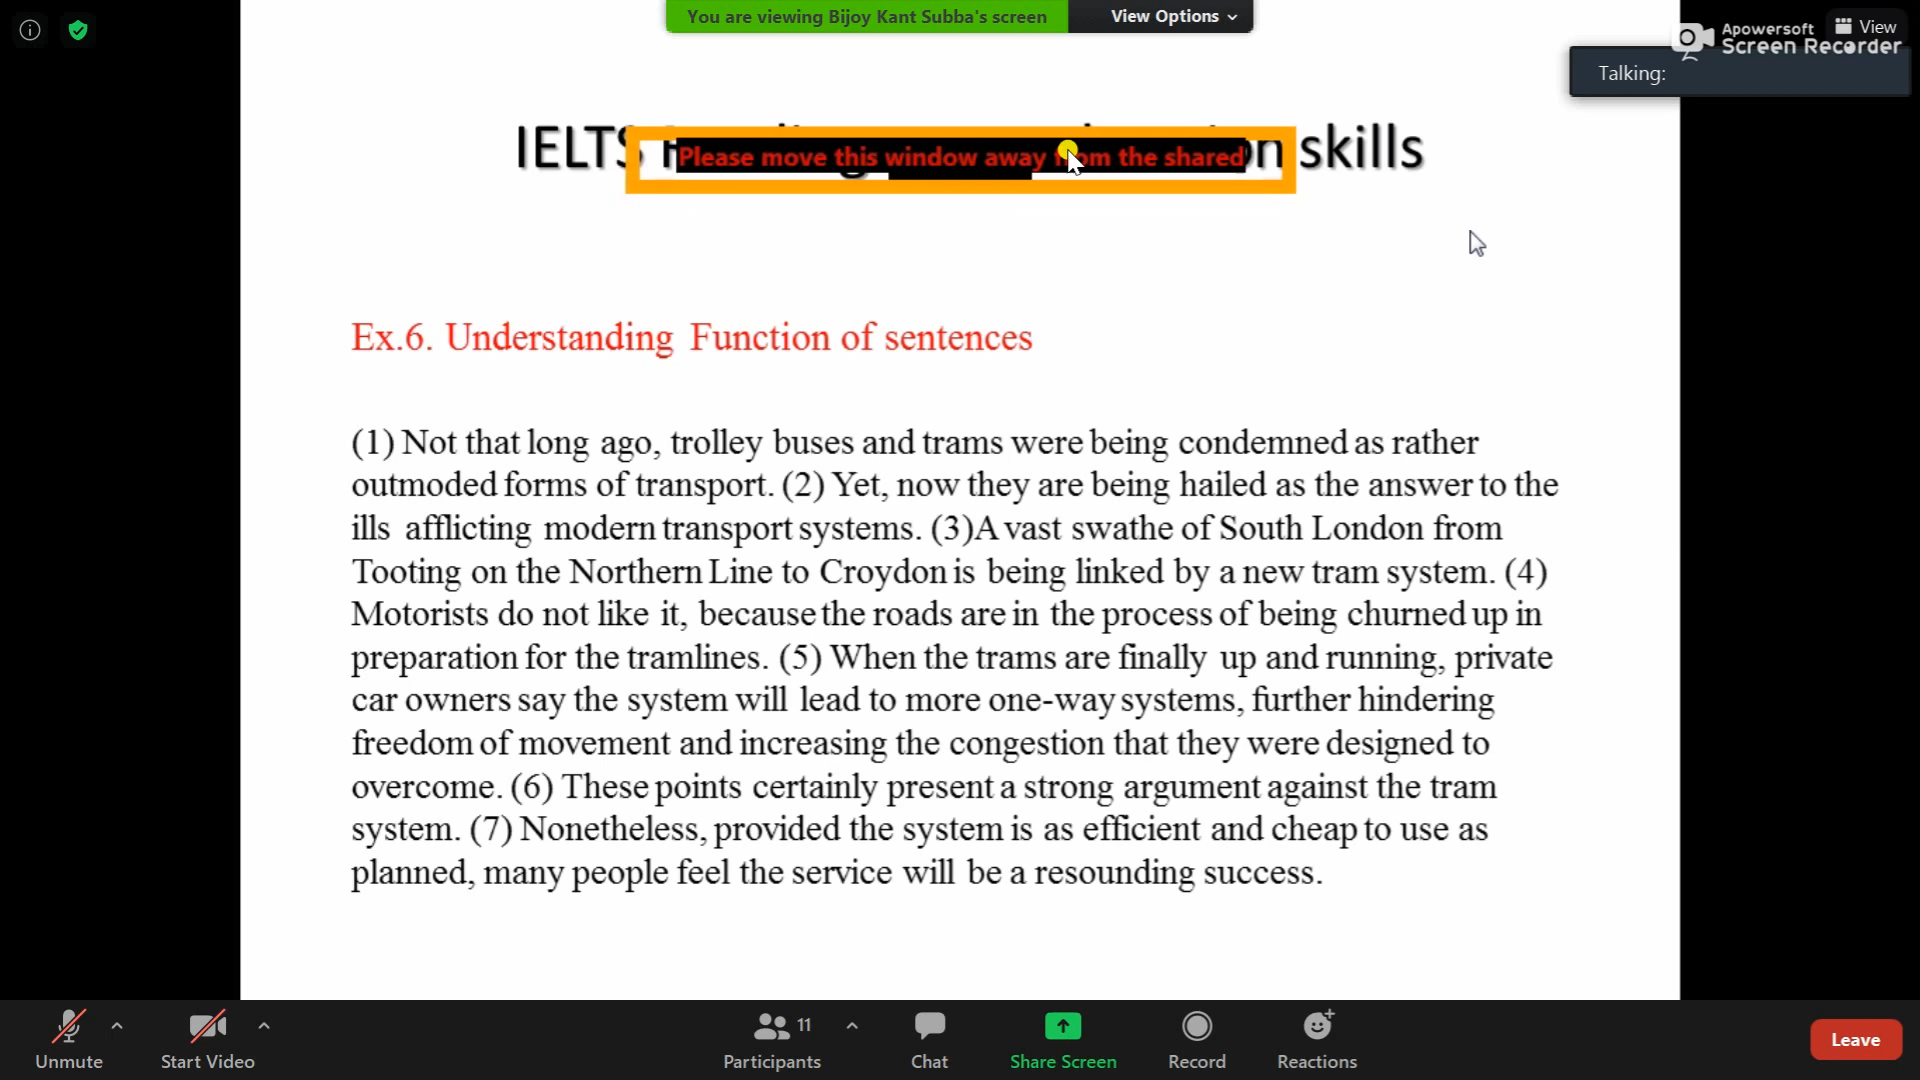 You are viewing Bijoy Kant Subba's screen
View Options
View
Apowersoft
Screen Recorder
Talking:
IELTS skills
Please move this window away from the shared
Ex.6. Understanding Function of sentences
(1) Not that long ago, trolley buses and trams were being condemned as rather
outmoded forms of transport. (2) Yet, now they are being hailed as the answer to the
ills afflicting modern transport systems. (3)A vast swathe of South London from
Tooting on the Northern Line to Croydon is being linked by a new tram system. (4)
Motorists do not like it, because the roads are in the process of being churned up in
preparation for the tramlines. (5) When the trams are finally up and running, private
car owners say the system will lead to more one-way systems, further hindering
freedom of movement and increasing the congestion that they were designed to
overcome. (6) These points certainly present a strong argument against the tram
system. (7) Nonetheless, provided the system is as efficient and cheap to use as
planned, many people feel the service will be a resounding success.
Unmute
Start Video
11
Participants
Chat
Share Screen
Record
Reactions
Leave